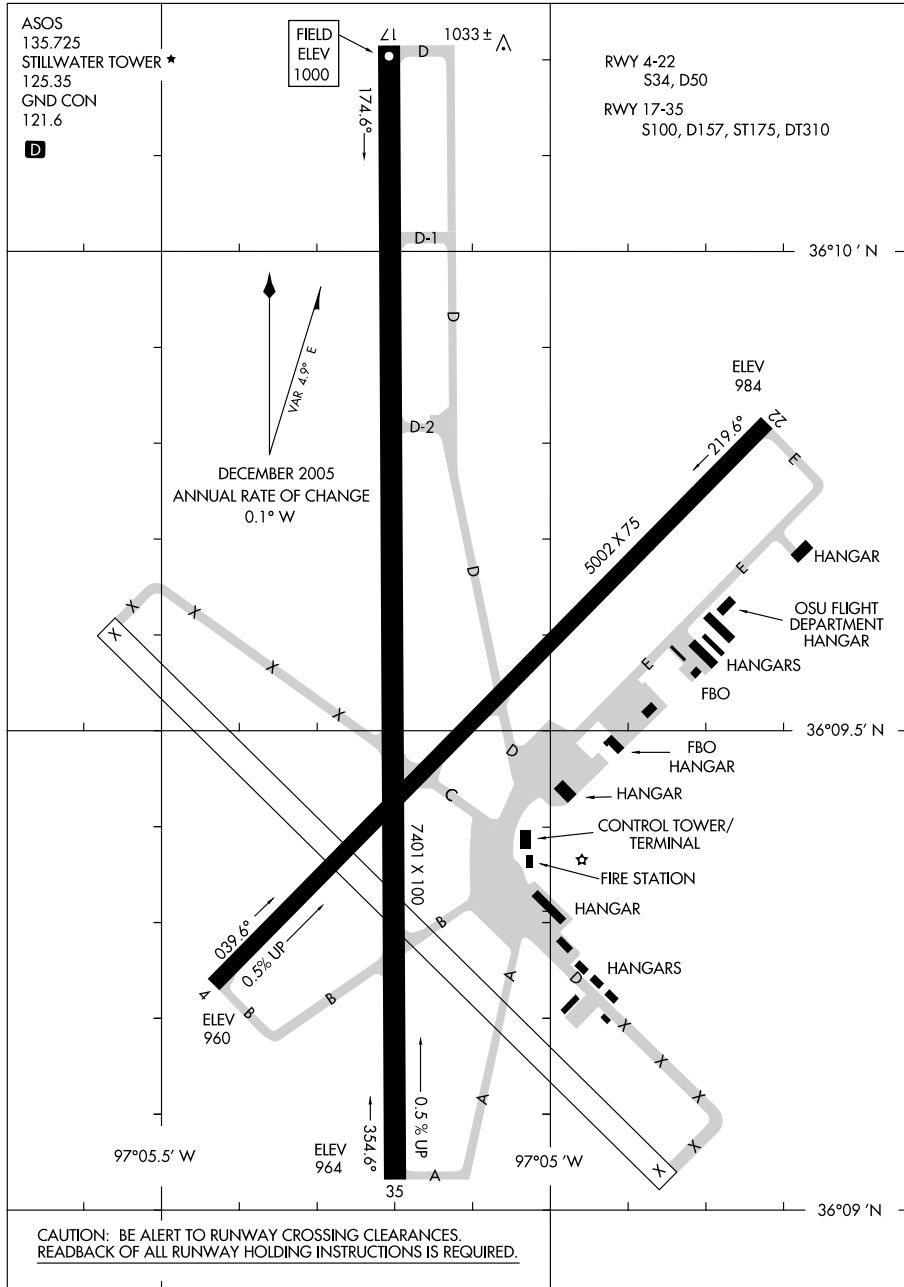 ASOS
135.725
STILLWATER TOWER ★
125.35
GND CON
121.6
D
FIELD
ELEV
1000
17
D
1033 ±
RWY 4-22
S34, D50
RWY 17-35
S100, D157, ST175, DT310
174.6°
D-1
36°10' N
D
VAR 4.9° E
D-2
ELEV
984
22
219.6°
E
DECEMBER 2005
ANNUAL RATE OF CHANGE
0.1° W
5002 X 75
HANGAR
E
D
OSU FLIGHT
DEPARTMENT
HANGAR
X
X
X
X
X
E
HANGARS
FBO
D
36°09.5' N
FBO
HANGAR
C
HANGAR
7401 X 100
CONTROL TOWER/
TERMINAL
FIRE STATION
HANGAR
B
039.6°
0.5% UP
A
HANGARS
D
4
B
B
ELEV
960
X
X
X
X
X
A
0.5 % UP
354.6°
97°05.5' W
ELEV
964
97°05' W
A
35
36°09' N
CAUTION: BE ALERT TO RUNWAY CROSSING CLEARANCES.
READBACK OF ALL RUNWAY HOLDING INSTRUCTIONS IS REQUIRED.